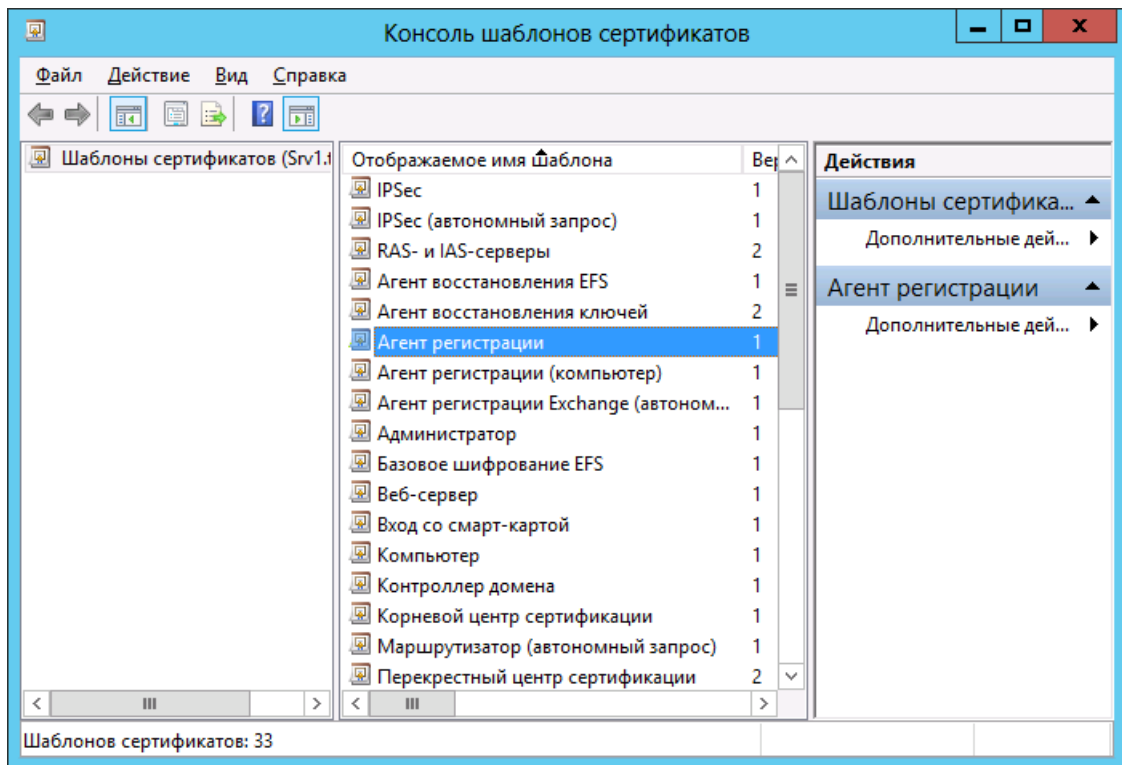 Консоль шаблонов сертификатов
Файл Действие Вид Справка
Шаблоны сертификатов (Srv1.
Отображаемое имя шаблона Вер
IPSec 1
IPSec (автономный запрос) 1
RAS- и IAS-серверы 2
Агент восстановления EFS 1
Агент восстановления ключей 2
Агент регистрации 1
Агент регистрации (компьютер) 1
Агент регистрации Exchange (автоном... 1
Администратор 1
Базовое шифрование EFS 1
Веб-сервер 1
Вход со смарт-картой 1
Компьютер 1
Контроллер домена 1
Корневой центр сертификации 1
Маршрутизатор (автономный запрос) 1
Перекрестный центр сертификации 2
Действия
Шаблоны сертифика...
Дополнительные дей...
Агент регистрации
Дополнительные дей...
Шаблонов сертификатов: 33